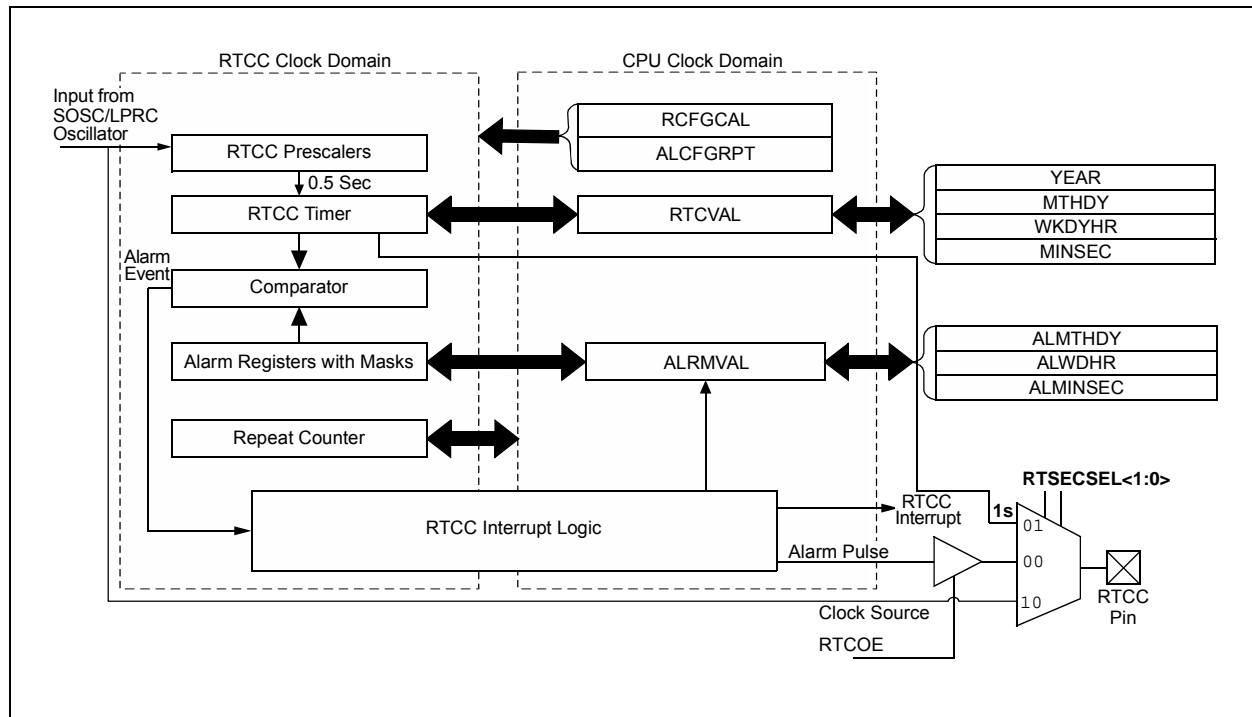 RTCC Clock Domain
CPU Clock Domain
Input from
SOSC/LPRC
Oscillator
RCFGCAL
ALCFGRPT
RTCC Prescalers
0.5 Sec
RTCC Timer
RTCVAL
YEAR
MTHDY
WKDYHR
MINSEC
Alarm
Event
Comparator
Alarm Registers with Masks
ALRMVAL
ALMTHDY
ALWDHR
ALMINSEC
Repeat Counter
RTSECSEL<1:0>
RTCC Interrupt Logic
RTCC
Interrupt
1s
01
Alarm Pulse
00
10
Clock Source
RTCC
Pin
RTCOE